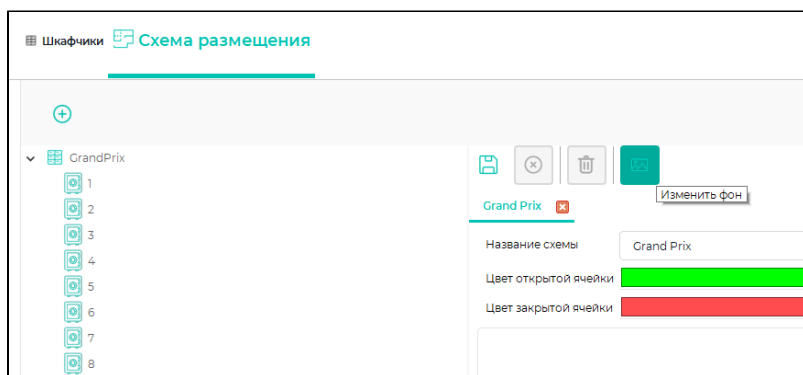 Шкафчики Схема размещения
GrandPrix
1
2
3
4
5
6
7
8
Изменить фон
Grand Prix
Название схемы Grand Prix
Цвет открытой ячейки
Цвет закрытой ячейки